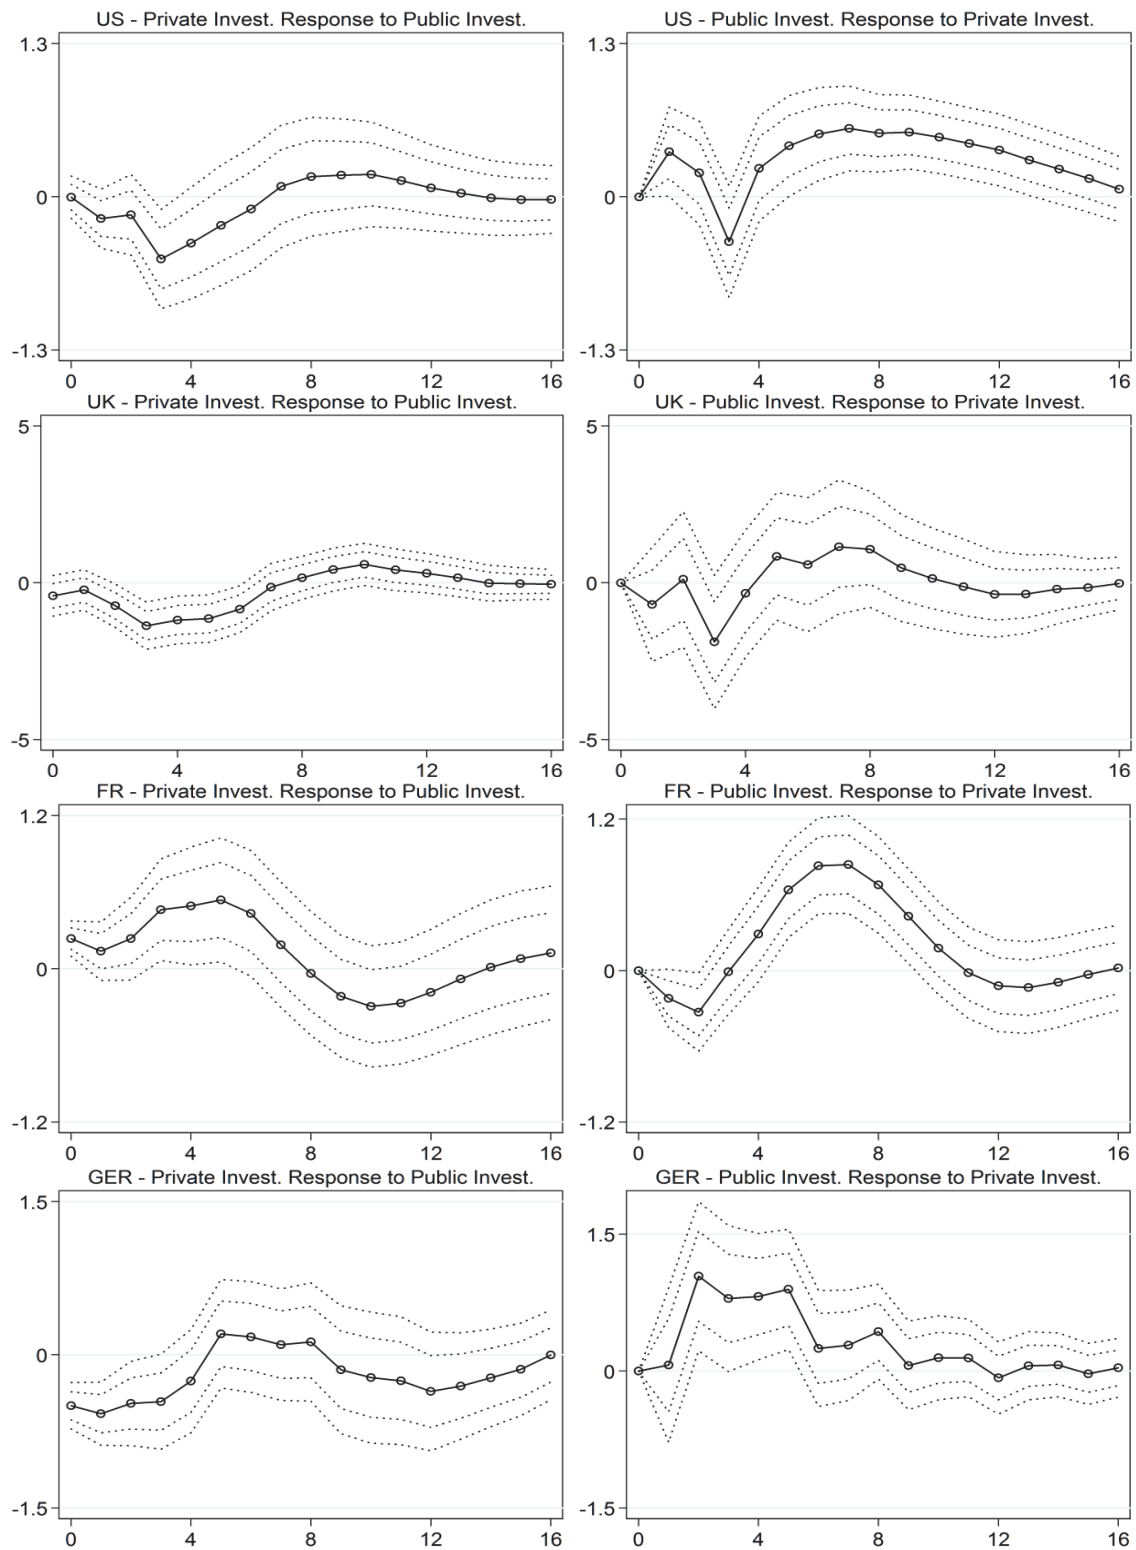 US - Private Invest. Response to Public Invest.
1.3
0
-1.3
0 4 8 12 16
US - Public Invest. Response to Private Invest.
1.3
0
-1.3
0 4 8 12 16
UK - Private Invest. Response to Public Invest.
5
0
-5
0 4 8 12 16
UK - Public Invest. Response to Private Invest.
5
0
-5
0 4 8 12 16
FR - Private Invest. Response to Public Invest.
1.2
0
-1.2
0 4 8 12 16
FR - Public Invest. Response to Private Invest.
1.2
0
-1.2
0 4 8 12 16
GER - Private Invest. Response to Public Invest.
1.5
0
-1.5
0 4 8 12 16
GER - Public Invest. Response to Private Invest.
1.5
0
-1.5
0 4 8 12 16